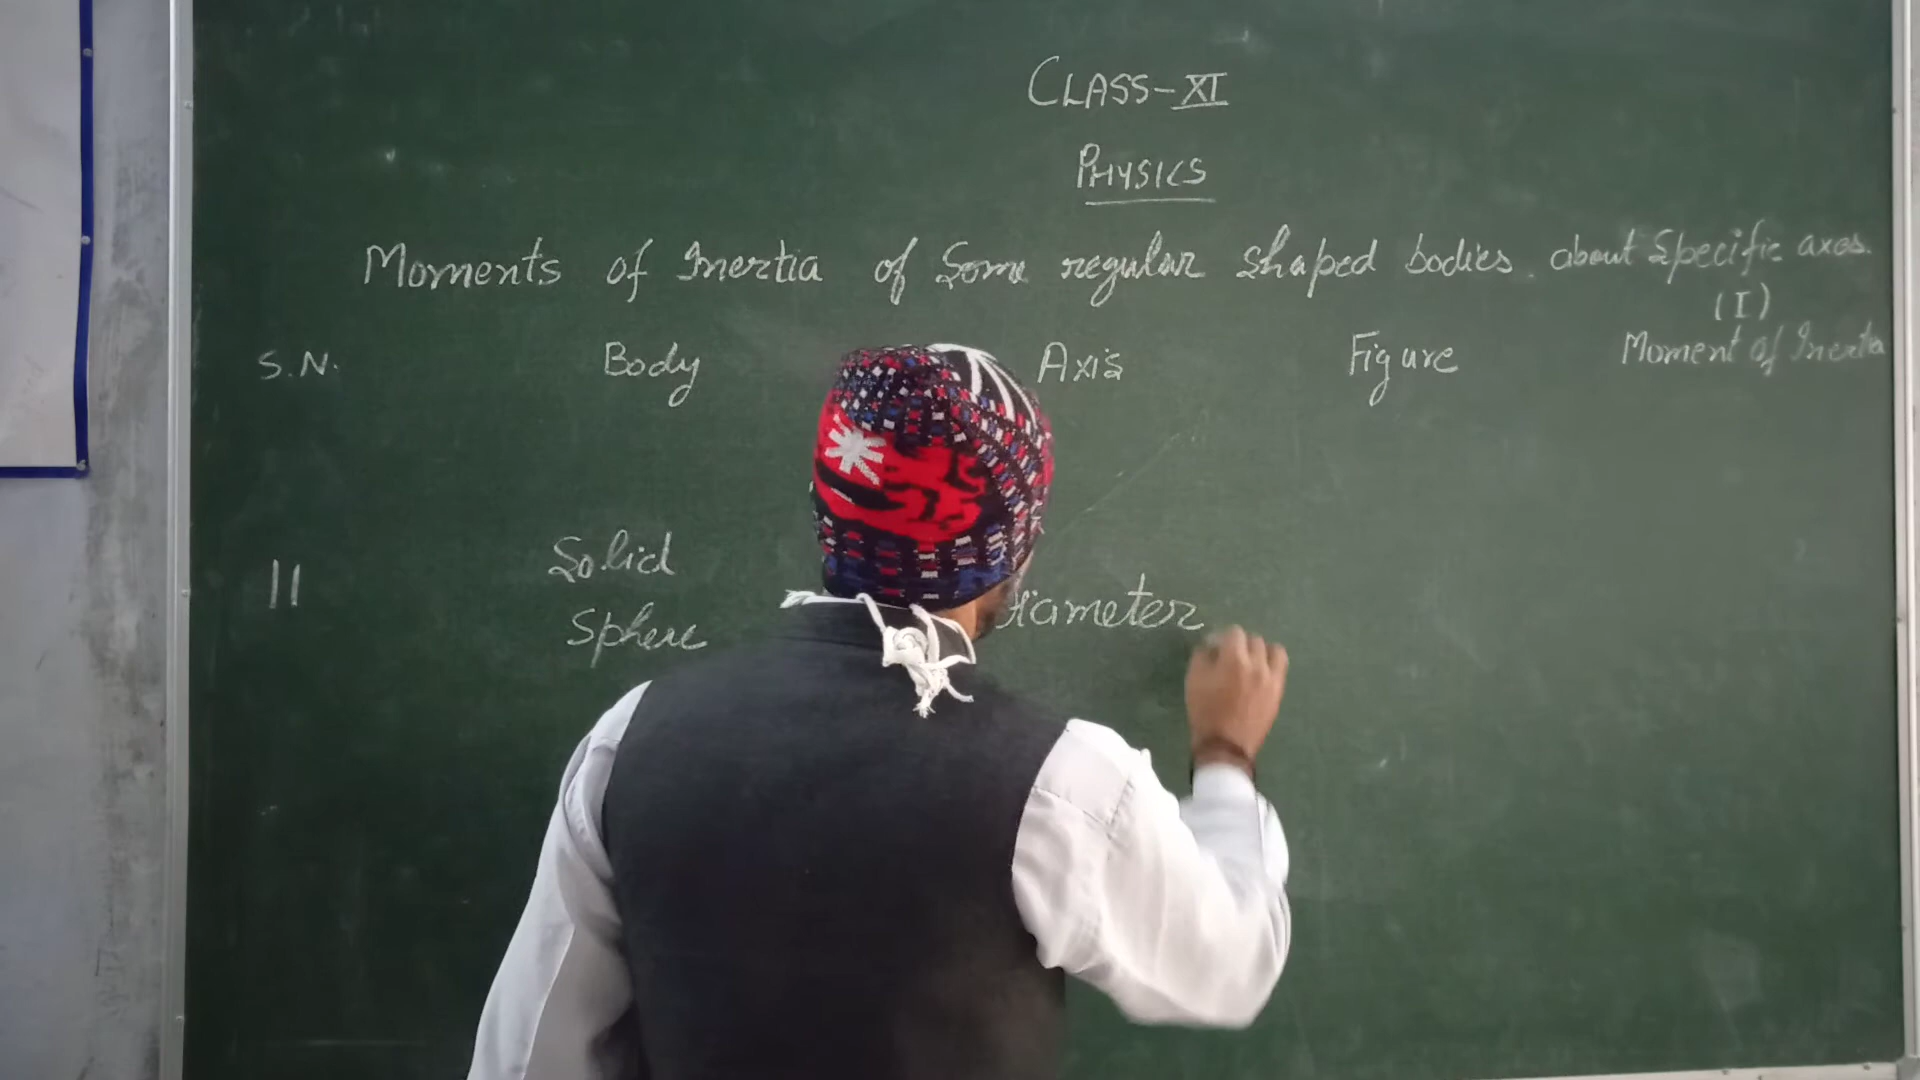 CLASS-XI
PHYSICS
Moments of Inertia of Some regular shaped bodies. about Specific axes.
(I)
S.N. Body Axis Figure Moment of Inertia
11 Solid Sphere Diameter